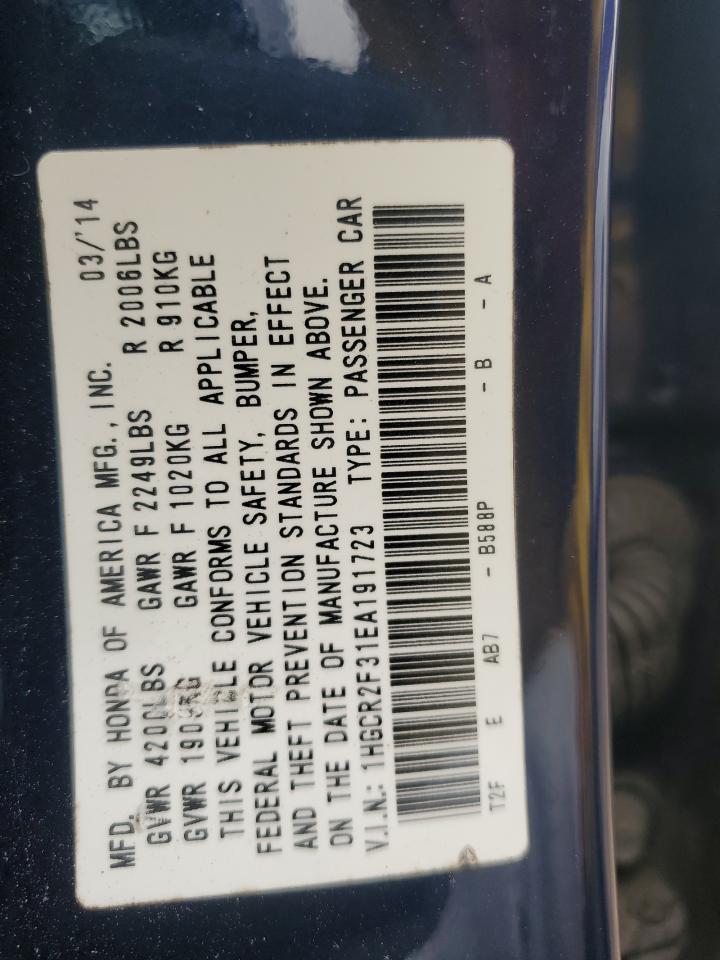 MFD. BY HONDA OF AMERICA MFG., INC. 03/'14
GVWR 4200LBS GAWR F 2249LBS R 2006LBS
GVWR 1905KG GAWR F 1020KG R 910KG
THIS VEHICLE CONFORMS TO ALL APPLICABLE
FEDERAL MOTOR VEHICLE SAFETY, BUMPER,
AND THEFT PREVENTION STANDARDS IN EFFECT
ON THE DATE OF MANUFACTURE SHOWN ABOVE.
V.I.N.: 1HGCR2F31EA191723 TYPE: PASSENGER CAR
T2F E AB7 - B588P - B - A